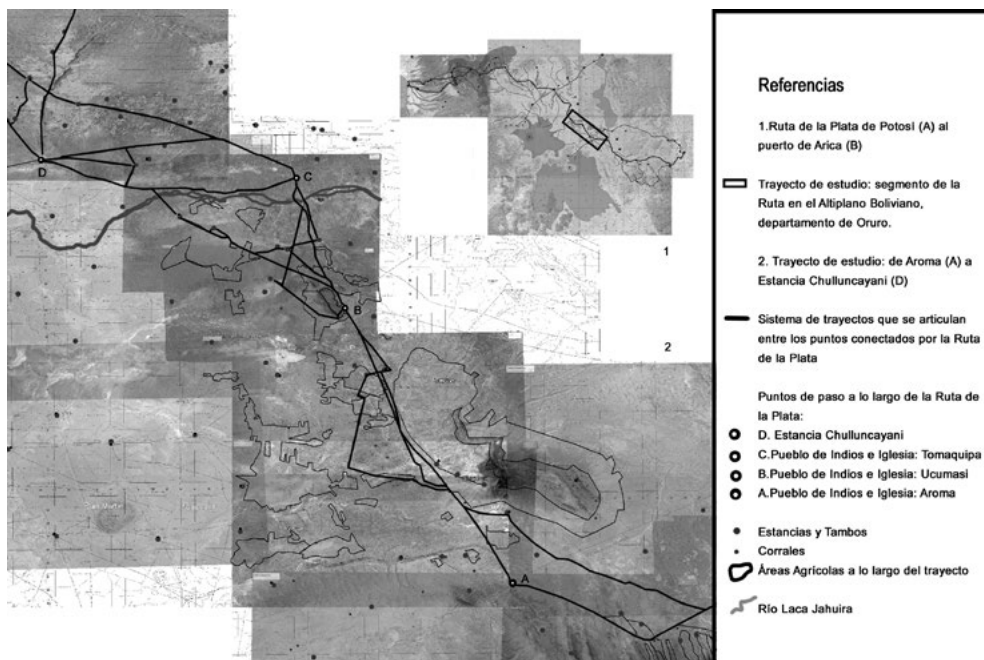 D
C
B
A
1
2
Referencias
1.Ruta de la Plata de Potosí (A) al
puerto de Arica (B)
Trayecto de estudio: segmento de la
Ruta en el Altiplano Boliviano,
departamento de Oruro.
2. Trayecto de estudio: de Aroma (A) a
Estancia Chulluncayani (D)
Sistema de trayectos que se articulan
entre los puntos conectados por la Ruta
de la Plata
Puntos de paso a lo largo de la Ruta de
la Plata:
D. Estancia Chulluncayani
C.Pueblo de Indios e Iglesia: Tomaquipa
B.Pueblo de Indios e Iglesia: Ucumasi
A.Pueblo de Indios e Iglesia: Aroma
Estancias y Tambos
Corrales
Áreas Agrícolas a lo largo del trayecto
Río Laca Jahuira